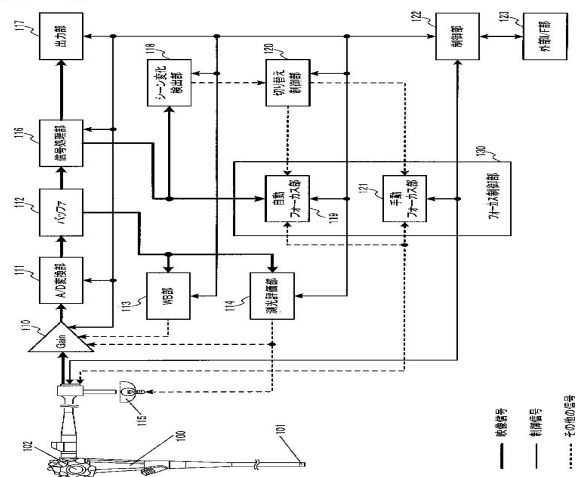 117
出力部
116
信号処理部
112
バッファ
111
A/D変換部
110
Gain
118
シーン変化
検出部
120
切り替え
制御部
122
制御部
123
外部I/F部
130
フォーカス制御部
自動
フォーカス部
119
121
手動
フォーカス部
113
WB部
114
測光評価部
115
102
100
101
映像信号
制御信号
その他の信号